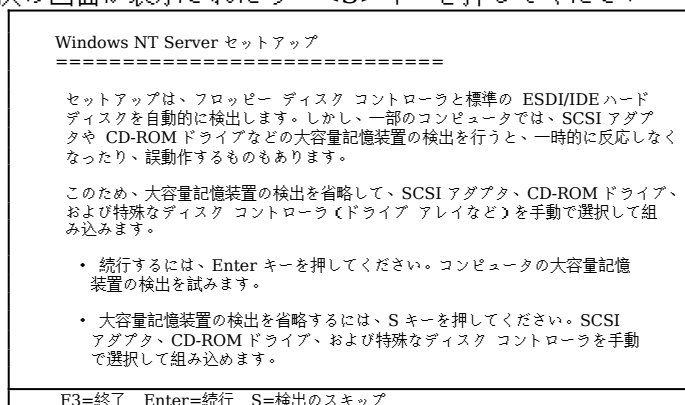 Windows NT Server セットアップ
=============================
セットアップは、フロッピー ディスク コントローラと標準の ESDI/IDE ハード
ディスクを自動的に検出します。しかし、一部のコンピュータでは、SCSI アダプ
タや CD-ROM ドライブなどの大容量記憶装置の検出を行うと、一時的に反応しなく
なったり、誤動作するものもあります。
このため、大容量記憶装置の検出を省略して、SCSI アダプタ、CD-ROM ドライブ、
および特殊なディスク コントローラ (ドライブ アレイなど) を手動で選択して組
み込みます。
・ 続行するには、Enter キーを押してください。コンピュータの大容量記憶
装置の検出を試みます。
・ 大容量記憶装置の検出を省略するには、S キーを押してください。SCSI
アダプタ、CD-ROM ドライブ、および特殊なディスク コントローラを手動
で選択して組み込めます。
F3=終了 Enter=続行 S=検出のスキップ